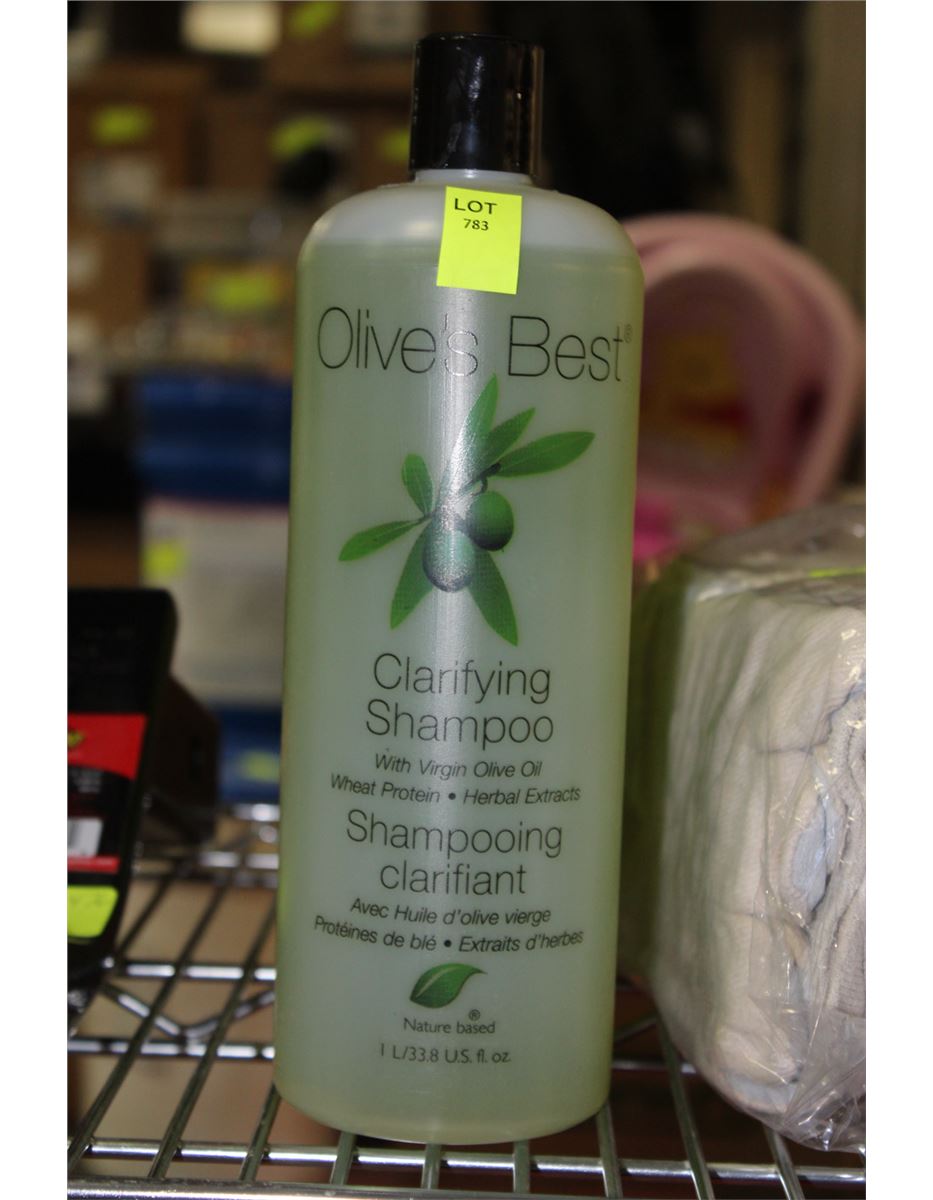 LOT
783
Olive's Best®
Clarifying
Shampoo
With Virgin Olive Oil
Wheat Protein • Herbal Extracts
Shampooing
clarifiant
Avec Huile d'olive vierge
Protéines de blé • Extraits d'herbes
®
Nature based
1 L/33.8 U.S. fl. oz